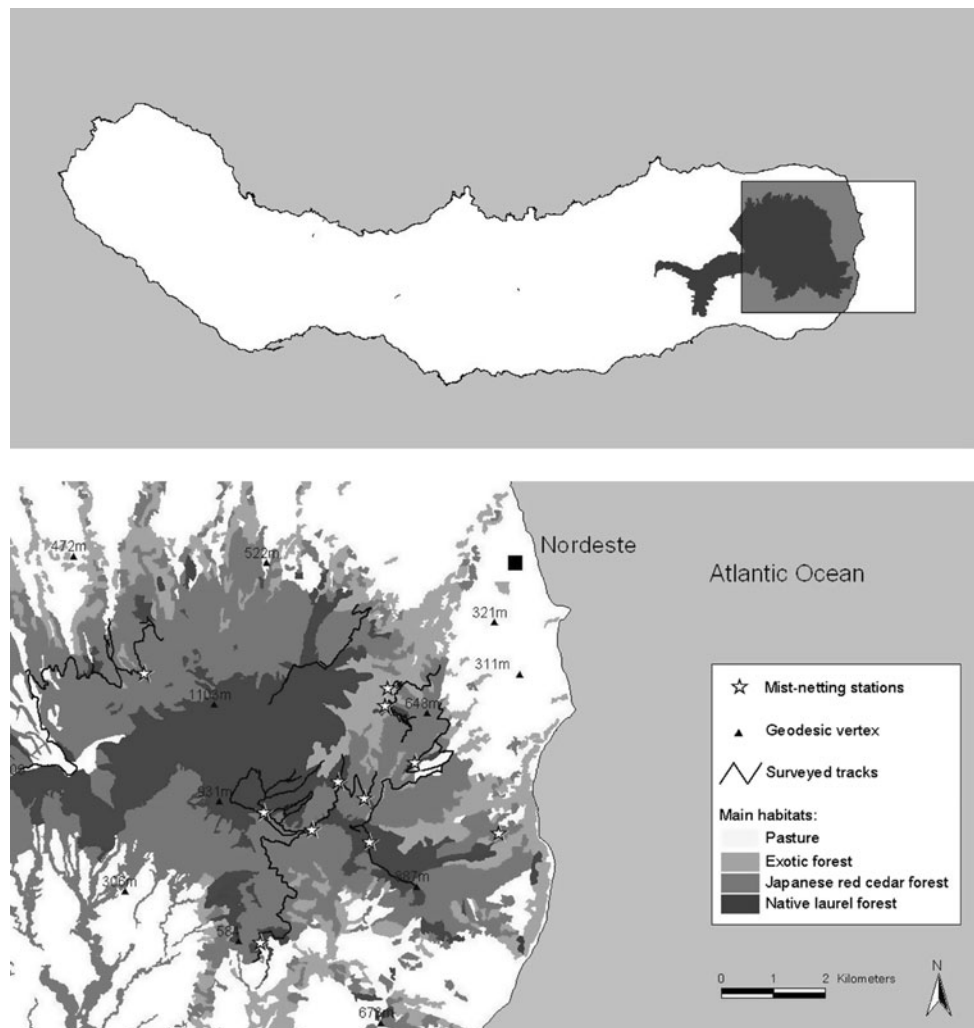 Nordeste
Atlantic Ocean
472m
522m
321m
311m
1103m
648m
931m
306m
887m
Mist-netting stations
Geodesic vertex
Surveyed tracks
Main habitats:
Pasture
Exotic forest
Japanese red cedar forest
Native laurel forest
0 1 2 Kilometers
N